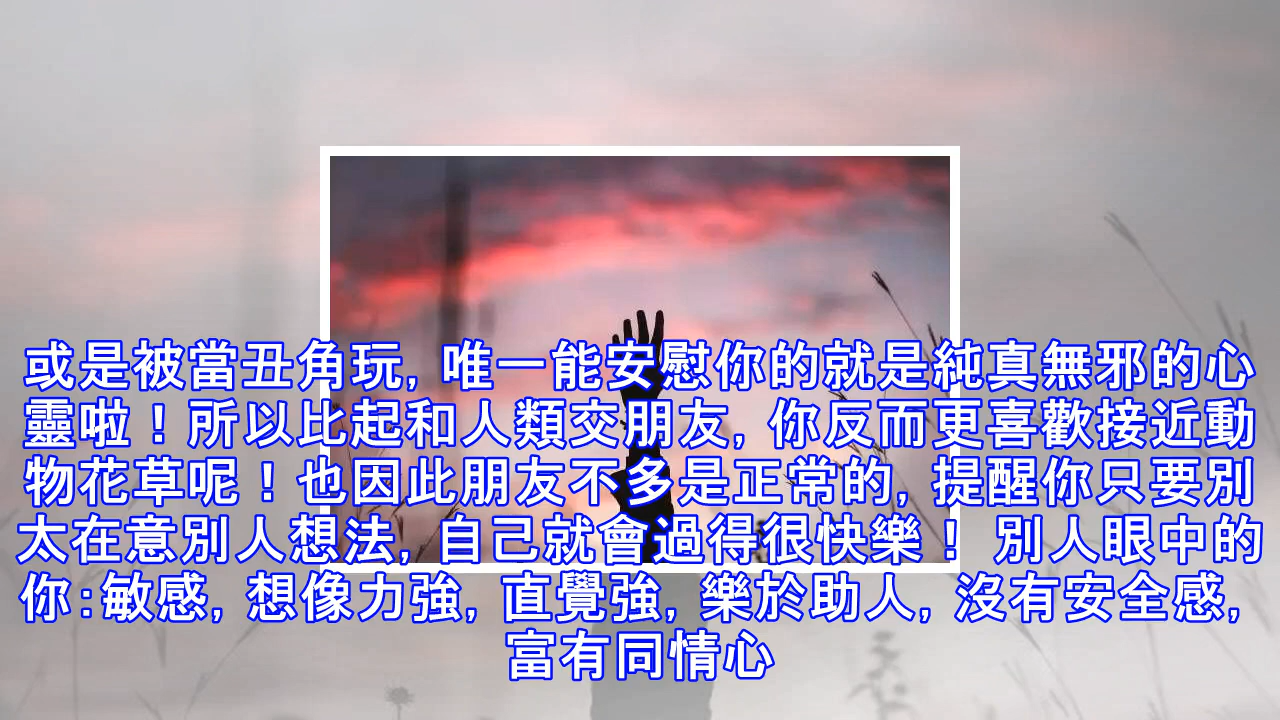 或是被當丑角玩, 唯一能安慰你的就是純真無邪的心
靈啦！所以比起和人類交朋友, 你反而更喜歡接近動
物花草呢！也因此朋友不多是正常的, 提醒你只要別
太在意別人想法, 自己就會過得很快樂！ 別人眼中的
你:敏感, 想像力強, 直覺強, 樂於助人, 沒有安全感,
富有同情心